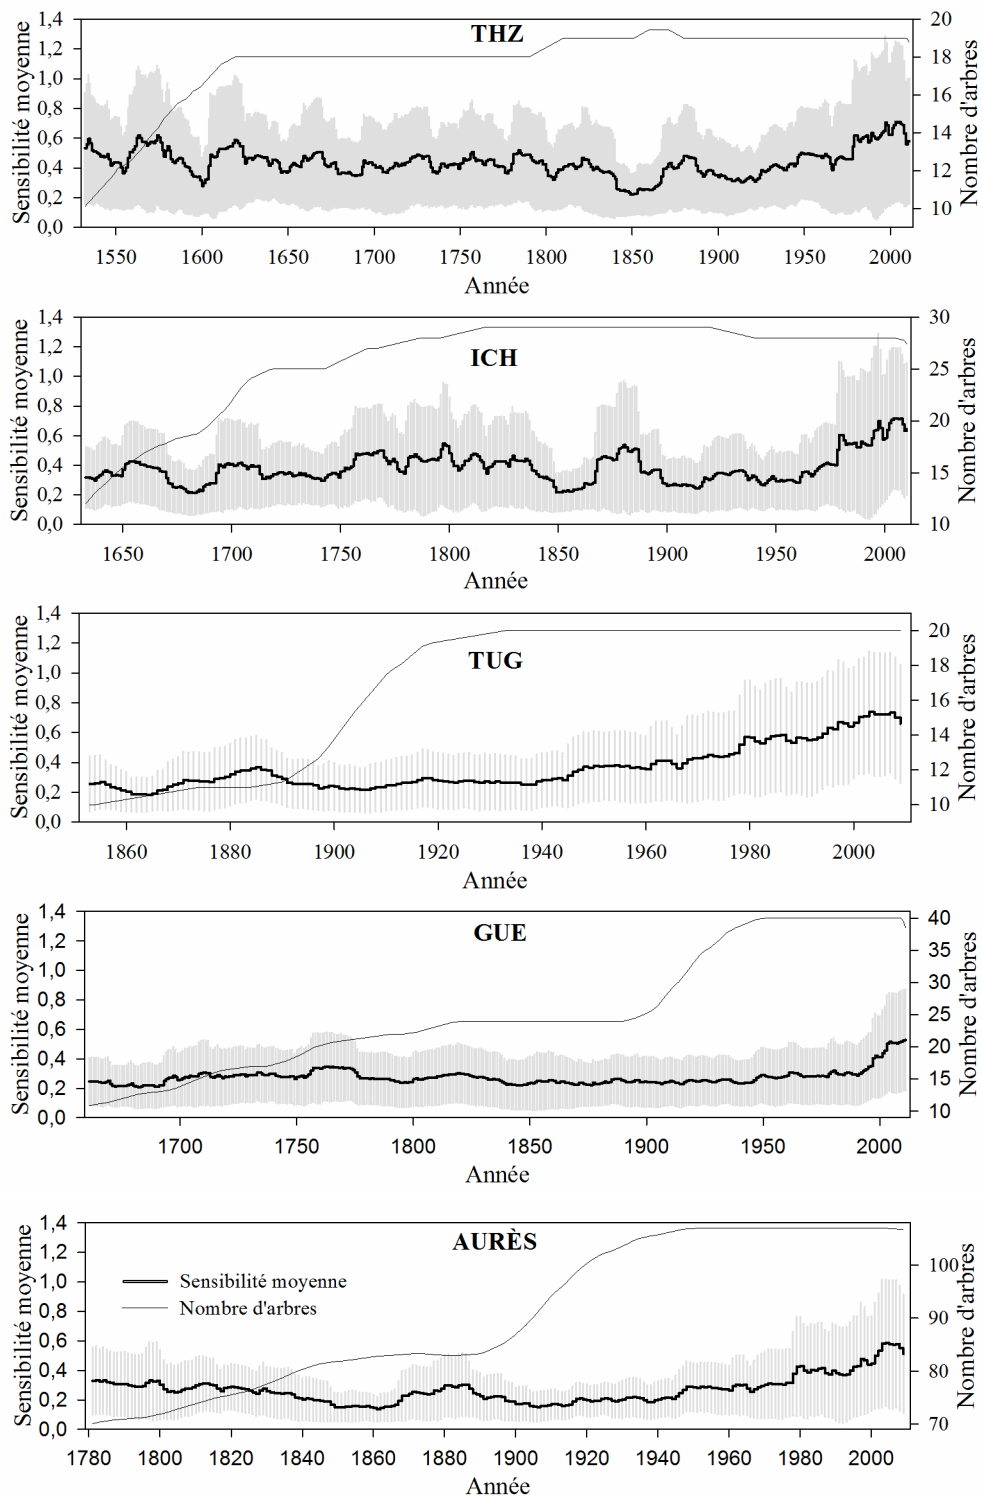 THZ
Sensibilité moyenne
1,4
1,2
1,0
0,8
0,6
0,4
0,2
0,0
20
18
16
14
12
10
Nombre d'arbres
1550 1600 1650 1700 1750 1800 1850 1900 1950 2000
Année
ICH
Sensibilité moyenne
1,4
1,2
1,0
0,8
0,6
0,4
0,2
0,0
30
25
20
15
10
Nombre d'arbres
1650 1700 1750 1800 1850 1900 1950 2000
Année
TUG
Sensibilité moyenne
1,4
1,2
1,0
0,8
0,6
0,4
0,2
0,0
20
18
16
14
12
10
Nombre d'arbres
1860 1880 1900 1920 1940 1960 1980 2000
Année
GUE
Sensibilité moyenne
1,4
1,2
1,0
0,8
0,6
0,4
0,2
0,0
40
35
30
25
20
15
10
Nombre d'arbres
1700 1750 1800 1850 1900 1950 2000
Année
AURÈS
Sensibilité moyenne
Nombre d'arbres
Sensibilité moyenne
1,4
1,2
1,0
0,8
0,6
0,4
0,2
0,0
100
90
80
70
Nombre d'arbres
1780 1800 1820 1840 1860 1880 1900 1920 1940 1960 1980 2000
Année